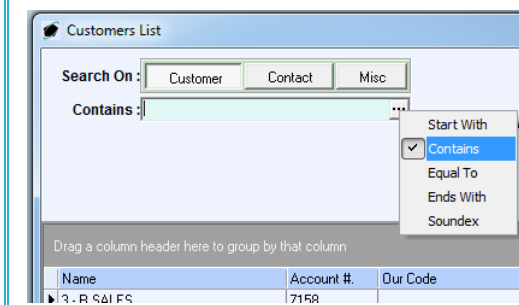 Customers List
Search On : Customer Contact Misc
Contains : ...
Start With
Contains
Equal To
Ends With
Soundex
Drag a column header here to group by that column
Name Account #. Our Code
3 - B SALES 7158